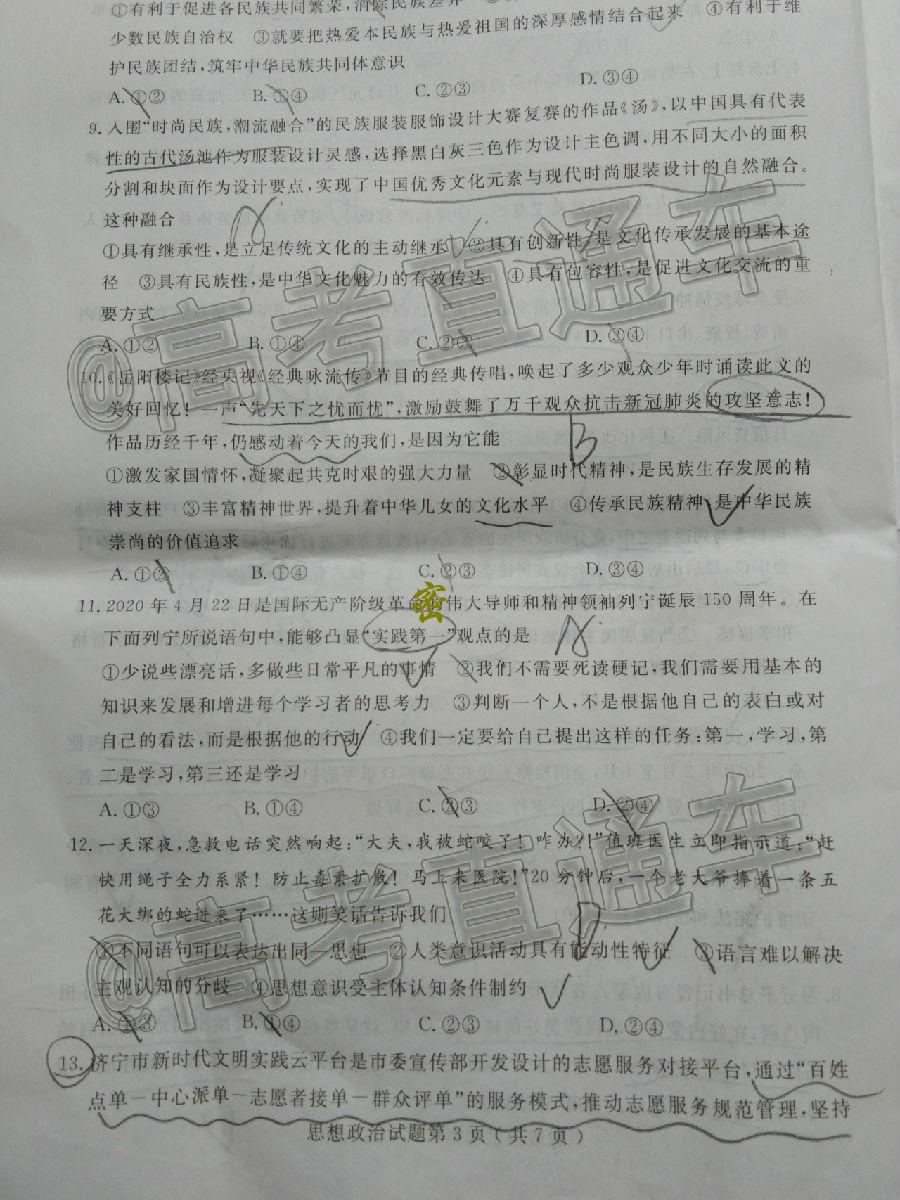 ①有利于促进各民族共同繁荣,消除民族差异
少数民族自治权 ③就要把热爱本民族与热爱祖国的深厚感情结合起来 ④有利于维
护民族团结,筑牢中华民族共同体意识
A.①② B.①④ C.②③ D.③④
9.入围“时尚民族,潮流融合”的民族服装服饰设计大赛复赛的作品《汤》,以中国具有代表
性的古代汤池作为服装设计灵感,选择黑白灰三色作为设计主色调,用不同大小的面积
分割和块面作为设计要点,实现了中国优秀文化元素与现代时尚服装设计的自然融合。
这种融合
①具有继承性,是立足传统文化的主动继承 ②具有创新性,是文化传承发展的基本途
径 ③具有民族性,是中华文化魅力的有效传达 ④具有包容性,是促进文化交流的重
要方式
A.①② B.①④ C.②③ D.③④
10.《岳阳楼记》经央视《经典咏流传》节目的经典传唱,唤起了多少观众少年时诵读此文的
美好回忆!一声“先天下之忧而忧”,激励鼓舞了万千观众抗击新冠肺炎的攻坚意志!
作品历经千年,仍感动着今天的我们,是因为它能
B
①激发家国情怀,凝聚起共克时艰的强大力量 ②彰显时代精神,是民族生存发展的精
神支柱 ③丰富精神世界,提升着中华儿女的文化水平 ④传承民族精神,是中华民族
崇尚的价值追求
A.①② B.①④ C.②③ D.③④
密
11.2020年4月22日是国际无产阶级革命的伟大导师和精神领袖列宁诞辰150周年。在
下面列宁所说语句中,能够凸显“实践第一”观点的是
①少说些漂亮话,多做些日常平凡的事情 ②我们不需要死读硬记,我们需要用基本的
知识来发展和增进每个学习者的思考力 ③判断一个人,不是根据他自己的表白或对
自己的看法,而是根据他的行动 ④我们一定要给自己提出这样的任务:第一,学习,第
二是学习,第三还是学习
A.①③ B.①④ C.②③ D.②④
12.一天深夜,急救电话突然响起:“大夫,我被蛇咬了!咋办?!”值班医生立即指示道:“赶
快用绳子全力系紧!防止毒素扩散!马上来医院!”20分钟后,一个老大爷捧着一条五
花大绑的蛇进来了……这则笑话告诉我们
D
①不同语句可以表达出同一思想 ②人类意识活动具有能动性特征 ③语言难以解决
主观认知的分歧 ④思想意识受主体认知条件制约
A.①③ B.①④ C.②③ D.②④
13.济宁市新时代文明实践云平台是市委宣传部开发设计的志愿服务对接平台,通过“百姓
点单—中心派单—志愿者接单—群众评单”的服务模式,推动志愿服务规范管理,坚持
思想政治试题第3页(共7页)
@高考直通车
@高考直通车